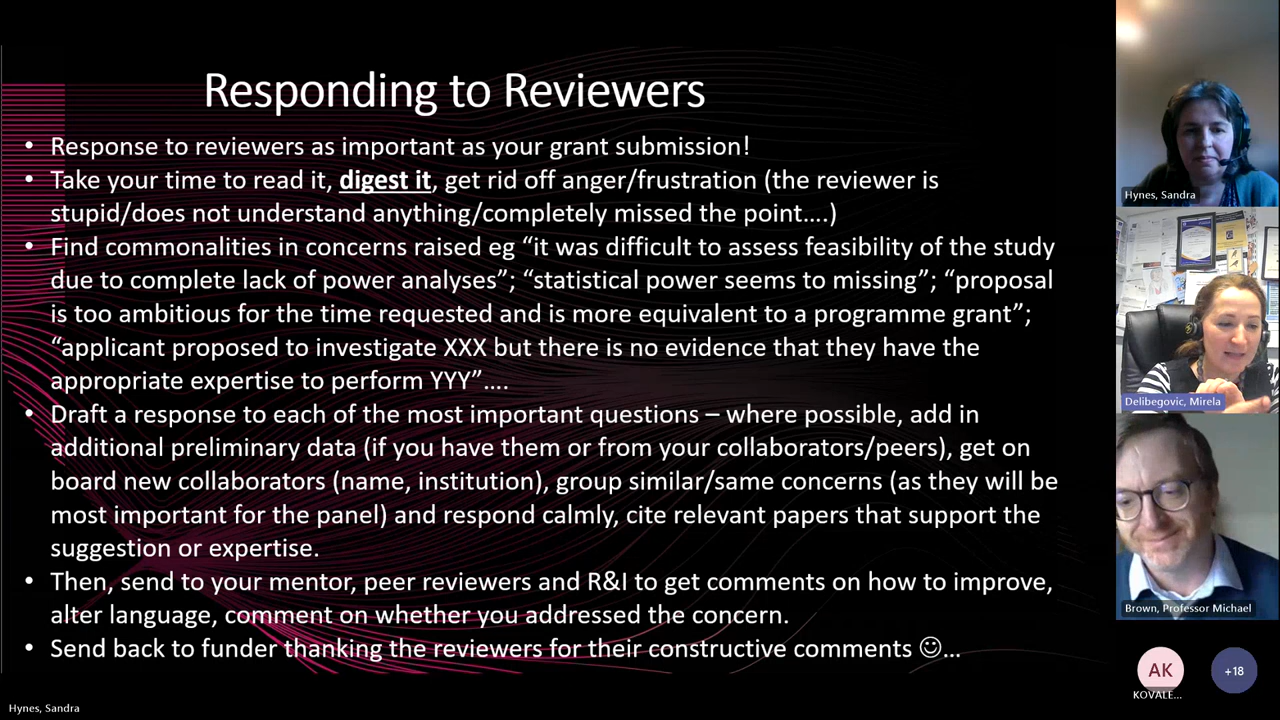 Responding to Reviewers
• Response to reviewers as important as your grant submission!
• Take your time to read it, digest it, get rid off anger/frustration (the reviewer is
stupid/does not understand anything/completely missed the point….)
• Find commonalities in concerns raised eg “it was difficult to assess feasibility of the study
due to complete lack of power analyses”; “statistical power seems to missing”; “proposal
is too ambitious for the time requested and is more equivalent to a programme grant”;
“applicant proposed to investigate XXX but there is no evidence that they have the
appropriate expertise to perform YYY”….
• Draft a response to each of the most important questions – where possible, add in
additional preliminary data (if you have them or from your collaborators/peers), get on
board new collaborators (name, institution), group similar/same concerns (as they will be
most important for the panel) and respond calmly, cite relevant papers that support the
suggestion or expertise.
• Then, send to your mentor, peer reviewers and R&I to get comments on how to improve,
alter language, comment on whether you addressed the concern.
• Send back to funder thanking the reviewers for their constructive comments ☺…
Hynes, Sandra
Delibegovic, Mirela
Brown, Professor Michael
AK
KOVALE...
+18
Hynes, Sandra